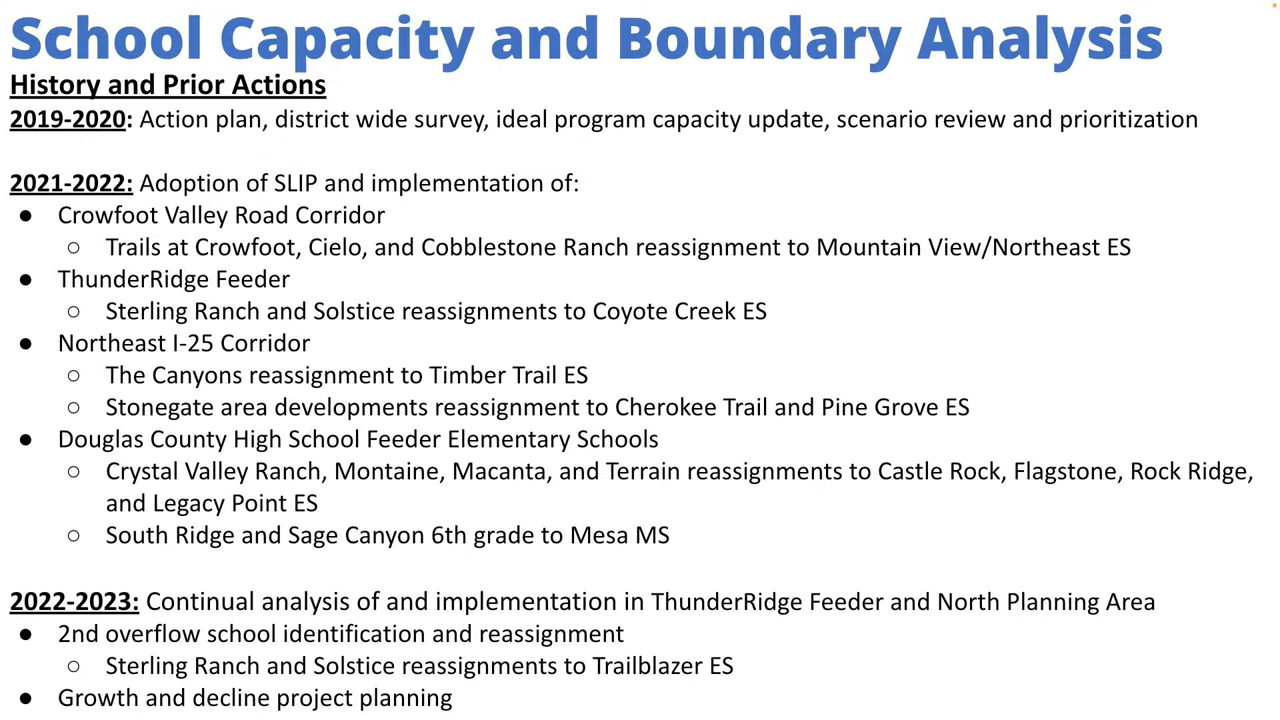 School Capacity and Boundary Analysis
History and Prior Actions
2019-2020: Action plan, district wide survey, ideal program capacity update, scenario review and prioritization
2021-2022: Adoption of SLIP and implementation of:
● Crowfoot Valley Road Corridor
○ Trails at Crowfoot, Cielo, and Cobblestone Ranch reassignment to Mountain View/Northeast ES
● ThunderRidge Feeder
○ Sterling Ranch and Solstice reassignments to Coyote Creek ES
● Northeast I-25 Corridor
○ The Canyons reassignment to Timber Trail ES
○ Stonegate area developments reassignment to Cherokee Trail and Pine Grove ES
● Douglas County High School Feeder Elementary Schools
○ Crystal Valley Ranch, Montaine, Macanta, and Terrain reassignments to Castle Rock, Flagstone, Rock Ridge,
and Legacy Point ES
○ South Ridge and Sage Canyon 6th grade to Mesa MS
2022-2023: Continual analysis of and implementation in ThunderRidge Feeder and North Planning Area
● 2nd overflow school identification and reassignment
○ Sterling Ranch and Solstice reassignments to Trailblazer ES
● Growth and decline project planning